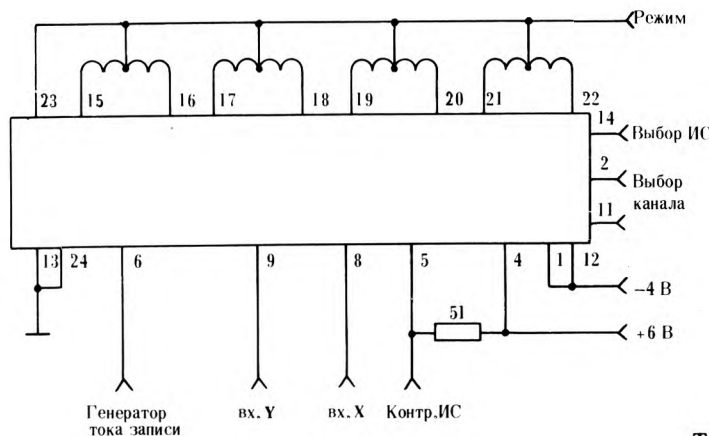 Режим
23 15 16 17 18 19 20 21 22
14
Выбор ИС
2
Выбор
канала
11
13 24 6 9 8 5 4 1 12
-4 В
51
+6 В
Генератор
тока записи
вх. Y
вх. X
Контр. ИС